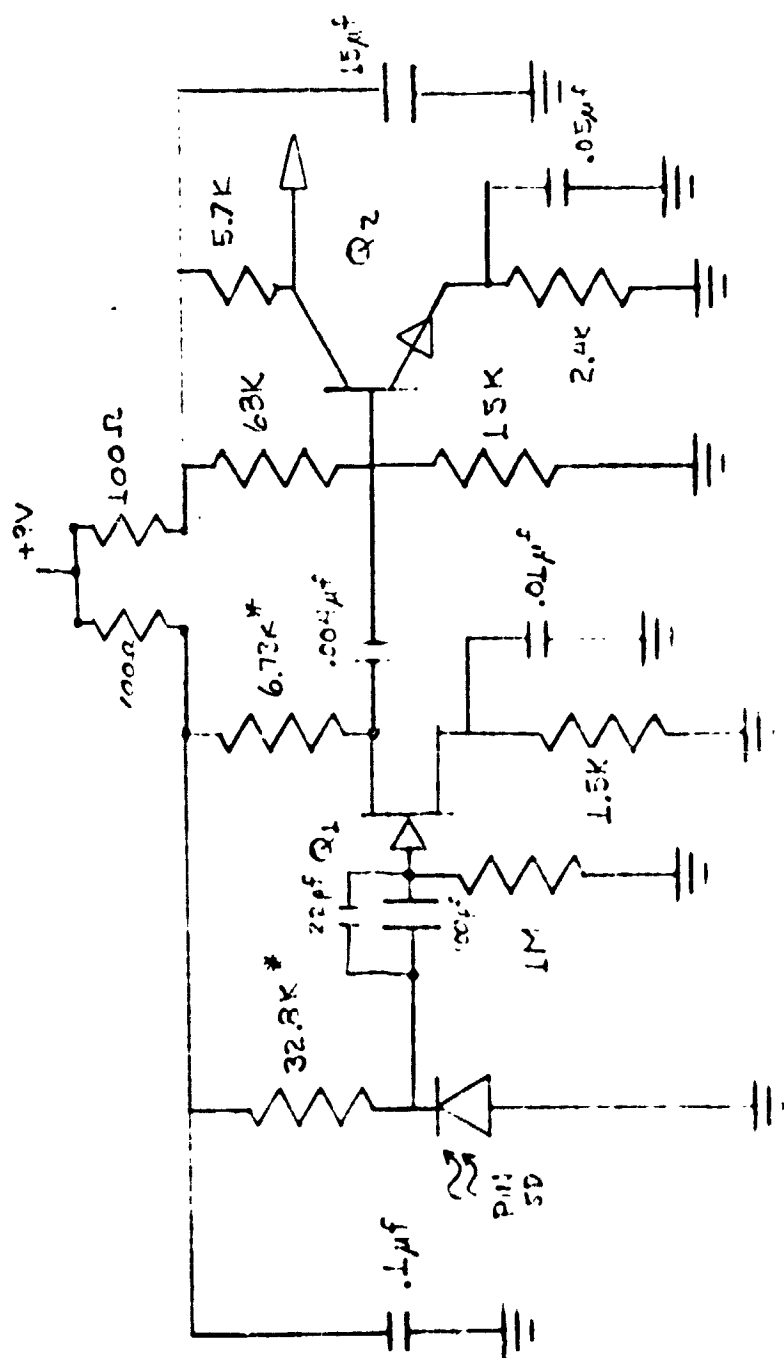 +9V
100Ω
100Ω
15µf
5.7K
63K
6.73K*
32.8K*
.1µf
Q2
.05µf
.004µf
Q1
22pf
2.4K
15K
.01µf
1.5K
1M
PIN
5D